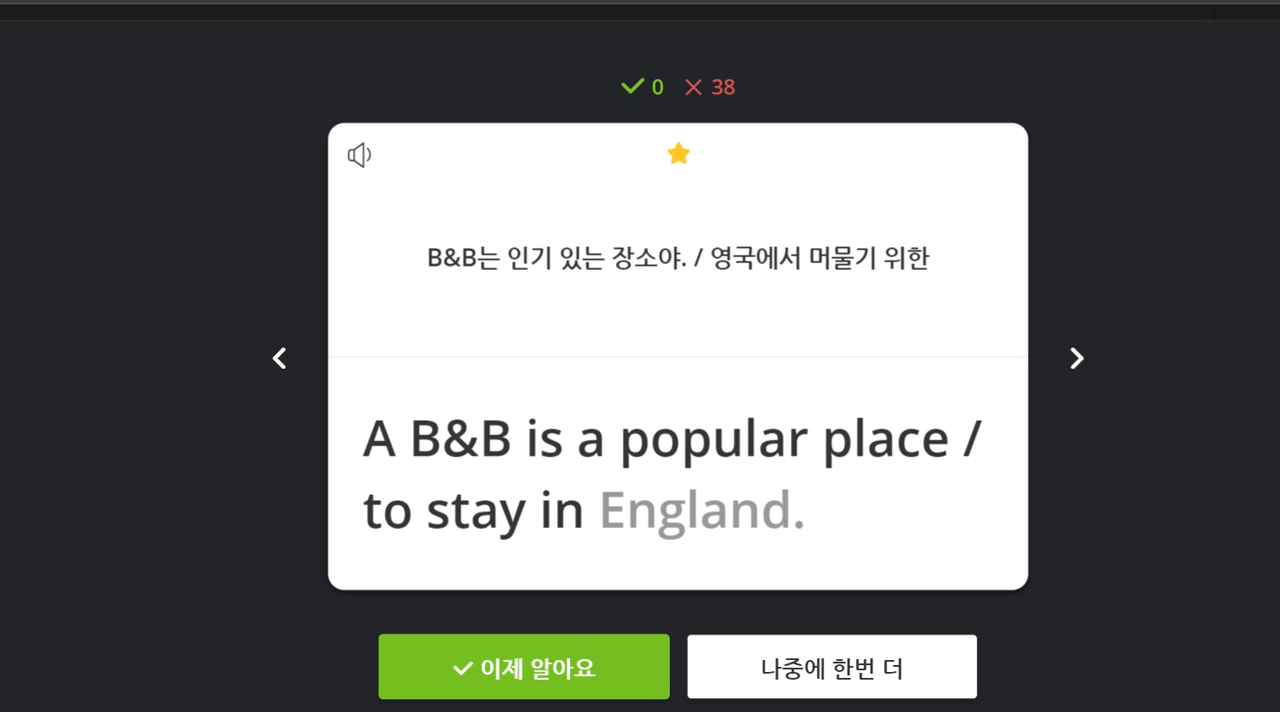 0 38
B&B는 인기 있는 장소야. / 영국에서 머물기 위한
A B&B is a popular place /
to stay in England.
이제 알아요
나중에 한번 더